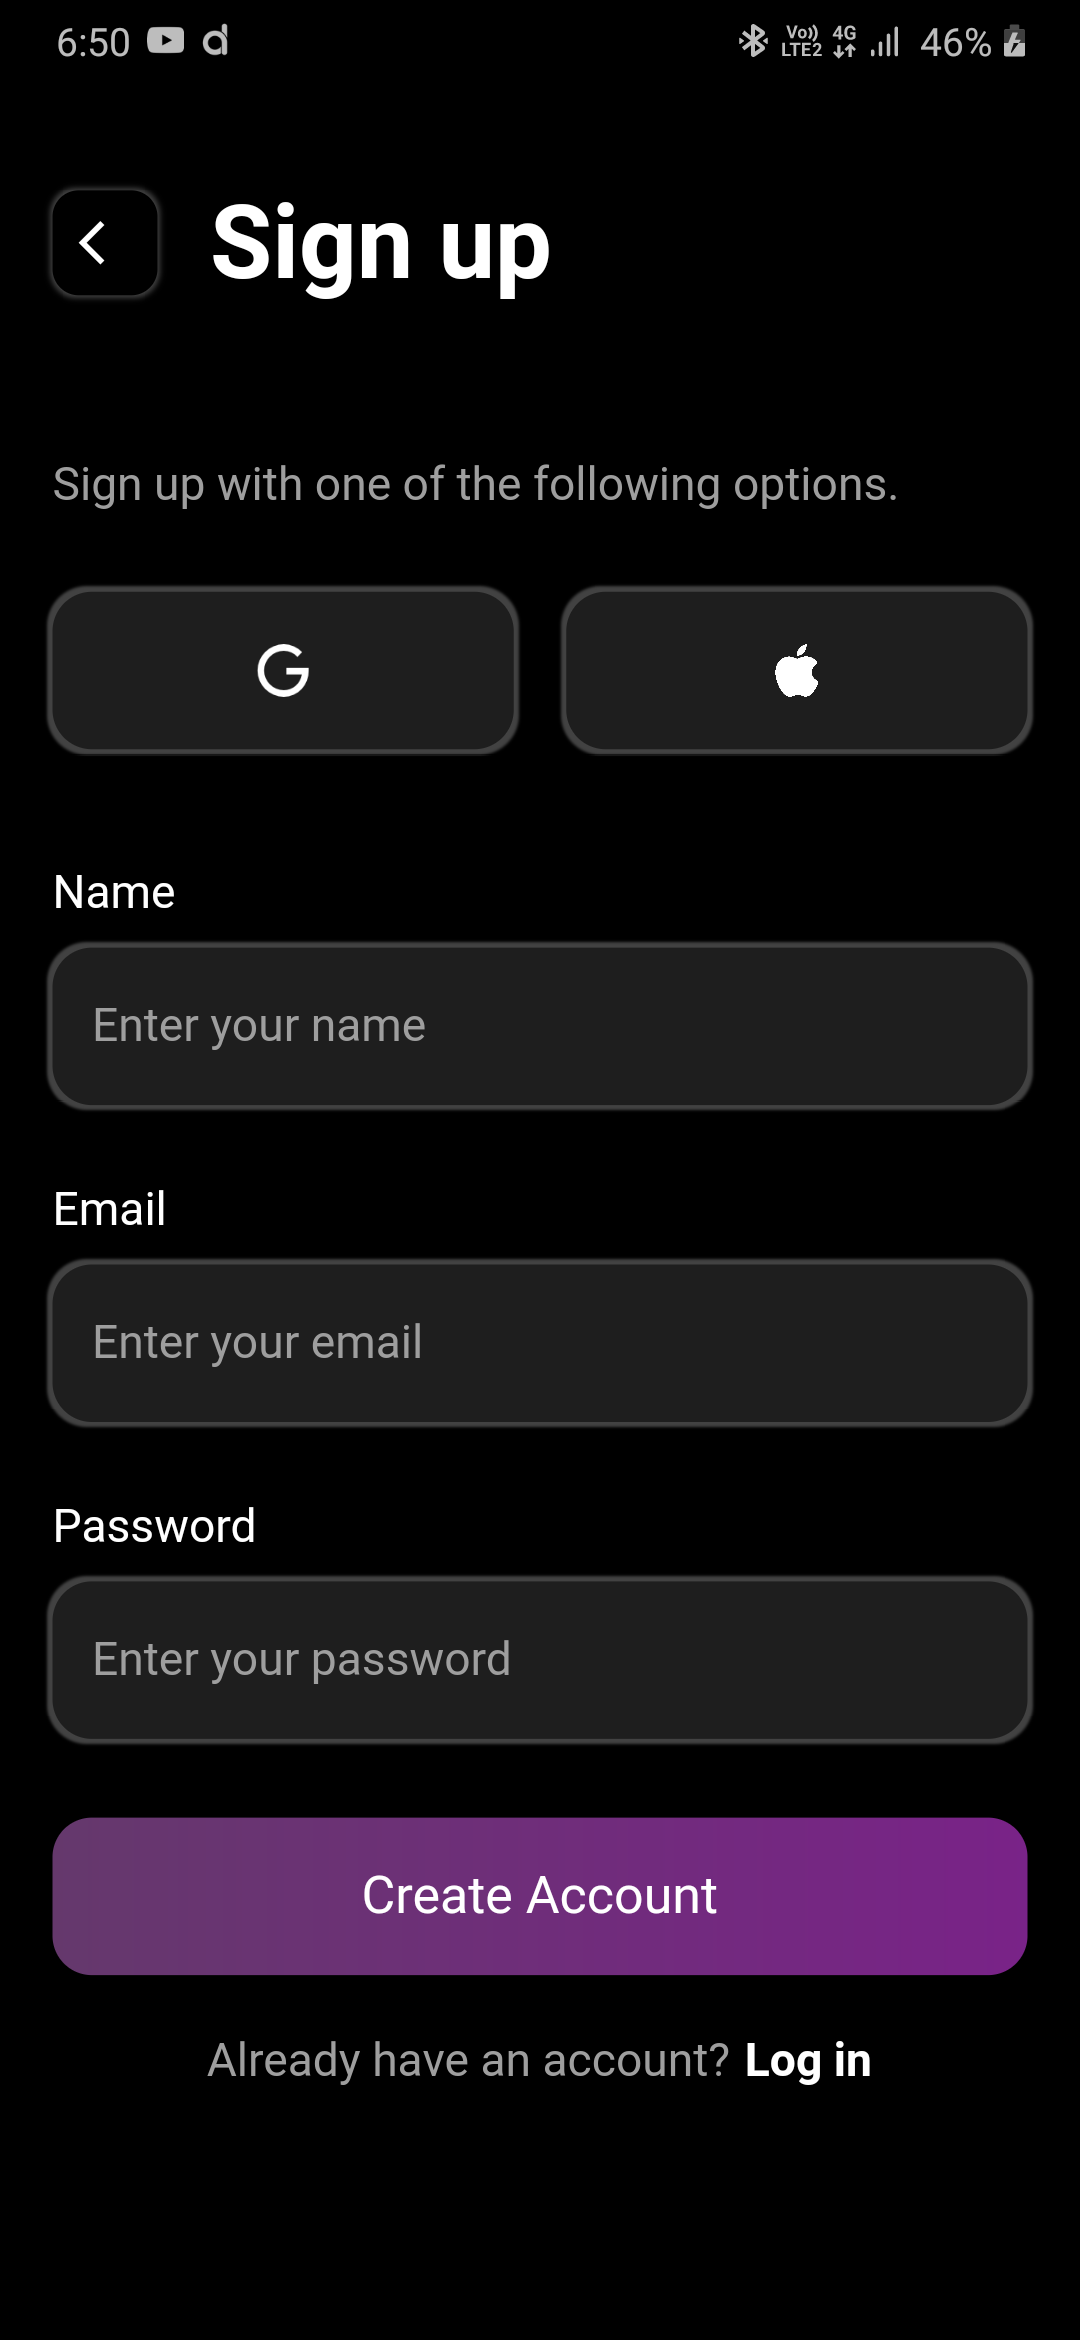 6:50 Vo)) LTE2 4G 46%
Sign up
Sign up with one of the following options.
Name
Enter your name
Email
Enter your email
Password
Enter your password
Create Account
Already have an account? Log in